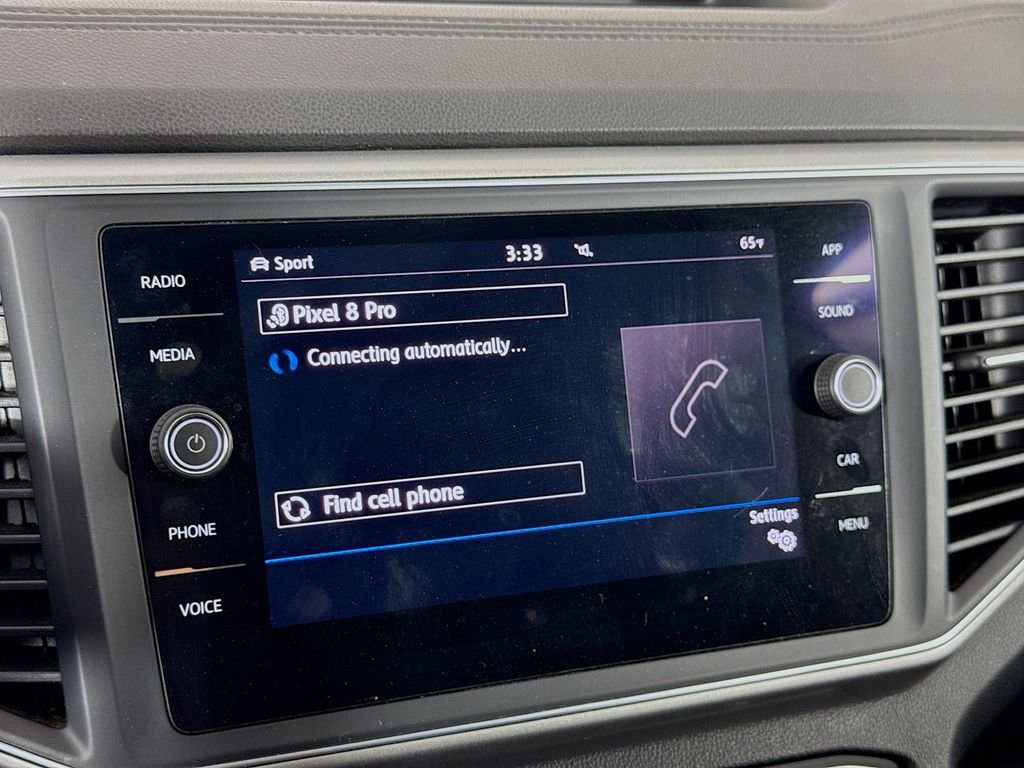 RADIO
MEDIA
PHONE
VOICE
Sport 3:33 65°F
Pixel 8 Pro
Connecting automatically...
Find cell phone
Settings
APP
SOUND
CAR
MENU